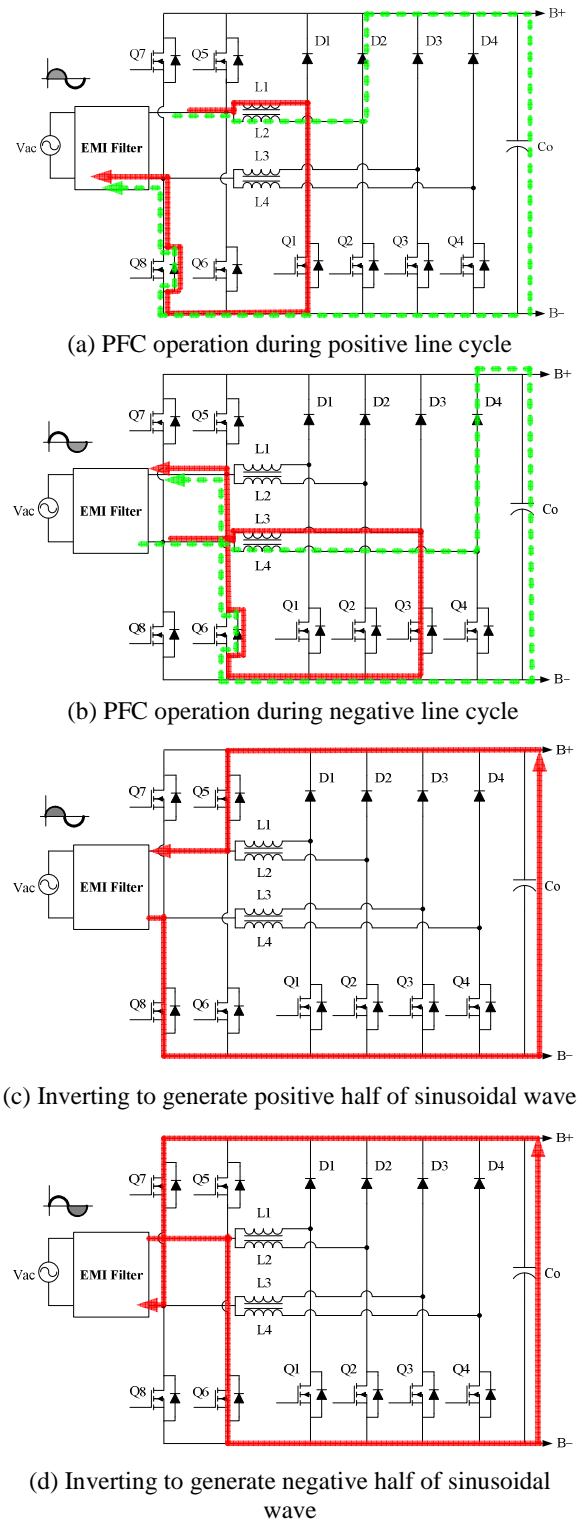 Q7 Q5 D1 D2 D3 D4 B+
L1
Vac EMI Filter L2 Co
L3
L4
Q8 Q6 Q1 Q2 Q3 Q4
B−
(a) PFC operation during positive line cycle
B+
Q7 Q5 D1 D2 D3 D4
L1
Vac EMI Filter L2 Co
L3
L4
Q8 Q6 Q1 Q2 Q3 Q4
B−
(b) PFC operation during negative line cycle
B+
Q7 Q5 D1 D2 D3 D4
L1
Vac EMI Filter L2 Co
L3
L4
Q8 Q6 Q1 Q2 Q3 Q4
B−
(c) Inverting to generate positive half of sinusoidal wave
B+
Q7 Q5 D1 D2 D3 D4
L1
Vac EMI Filter L2 Co
L3
L4
Q8 Q6 Q1 Q2 Q3 Q4
B−
(d) Inverting to generate negative half of sinusoidal
wave